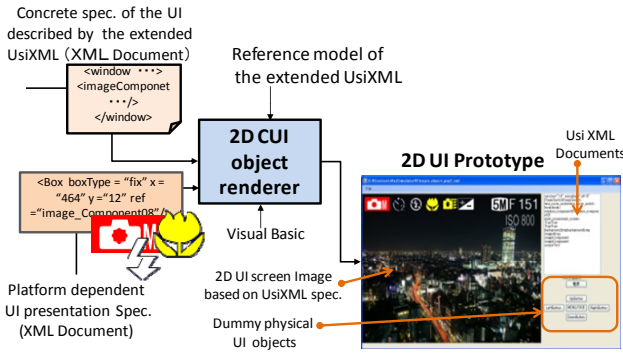 Concrete spec. of the UI
described by the extended
UsiXML（XML Document）
<window ･･･>
<imageComponet
･･･/>
</window>
Reference model of
the extended UsiXML
2D CUI
object
renderer
<Box boxType = “fix” x =
“464” y =“12” ref
=“image_Component08”/>
Visual Basic
Platform dependent
UI presentation Spec.
(XML Document)
2D UI Prototype
Usi XML
Documents
5M F 151
ISO 800
2D UI screen Image
based on UsiXML spec.
Dummy physical
UI objects